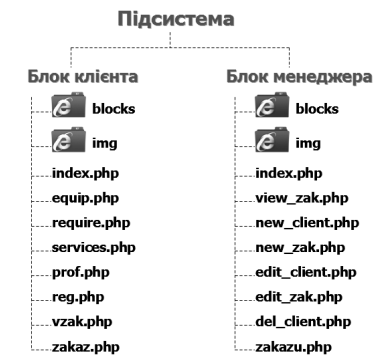 Підсистема
Блок клієнта
blocks
img
index.php
equip.php
require.php
services.php
prof.php
reg.php
vzak.php
zakaz.php
Блок менеджера
blocks
img
index.php
view_zak.php
new_client.php
new_zak.php
edit_client.php
edit_zak.php
del_client.php
zakazu.php